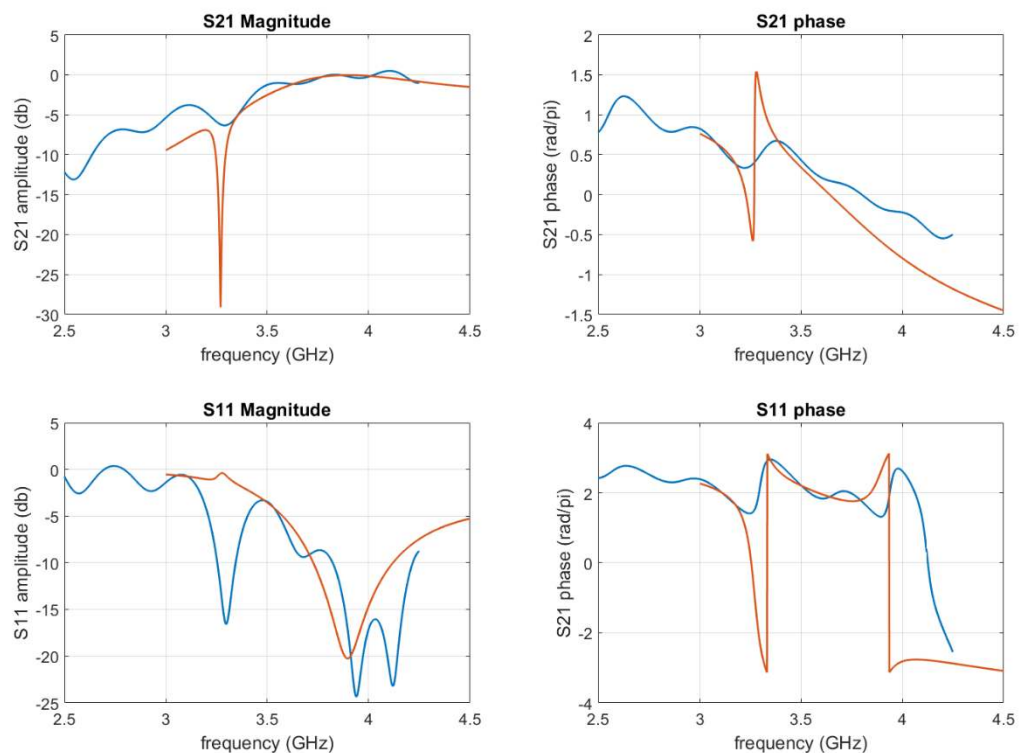 S21 Magnitude
5
0
-5
-10
-15
-20
-25
-30
S21 amplitude (db)
2.5 3 3.5 4 4.5
frequency (GHz)
S21 phase
2
1.5
1
0.5
0
-0.5
-1
-1.5
S21 phase (rad/pi)
2.5 3 3.5 4 4.5
frequency (GHz)
S11 Magnitude
5
0
-5
-10
-15
-20
-25
S11 amplitude (db)
2.5 3 3.5 4 4.5
frequency (GHz)
S11 phase
4
2
0
-2
-4
S21 phase (rad/pi)
2.5 3 3.5 4 4.5
frequency (GHz)